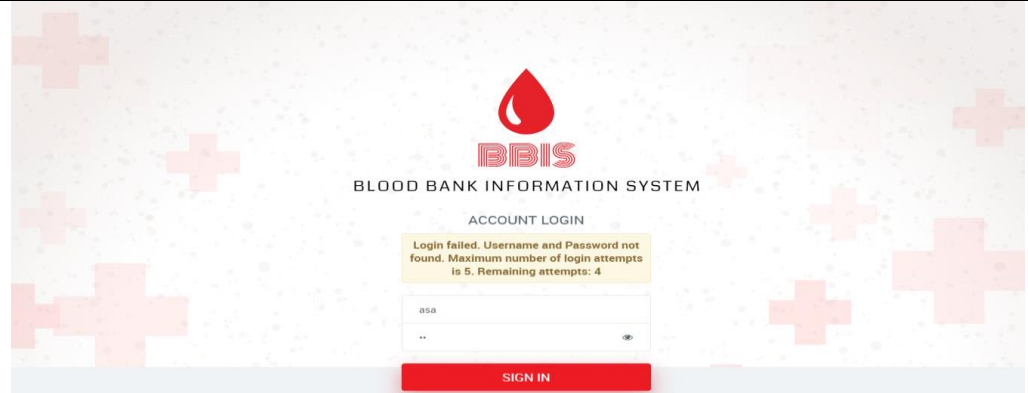 BBIS
BLOOD BANK INFORMATION SYSTEM
ACCOUNT LOGIN
Login failed. Username and Password not
found. Maximum number of login attempts
is 5. Remaining attempts: 4
asa
••
SIGN IN